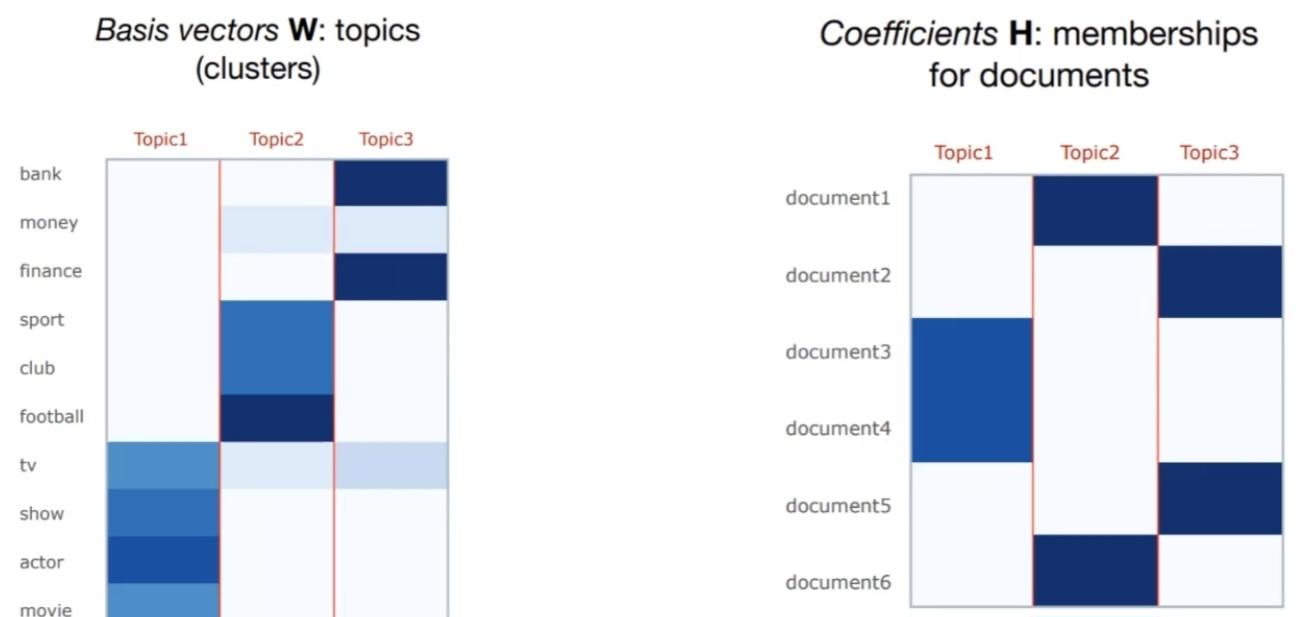 Basis vectors W: topics
(clusters)
Topic1 Topic2 Topic3
bank
money
finance
sport
club
football
tv
show
actor
movie
Coefficients H: memberships
for documents
Topic1 Topic2 Topic3
document1
document2
document3
document4
document5
document6